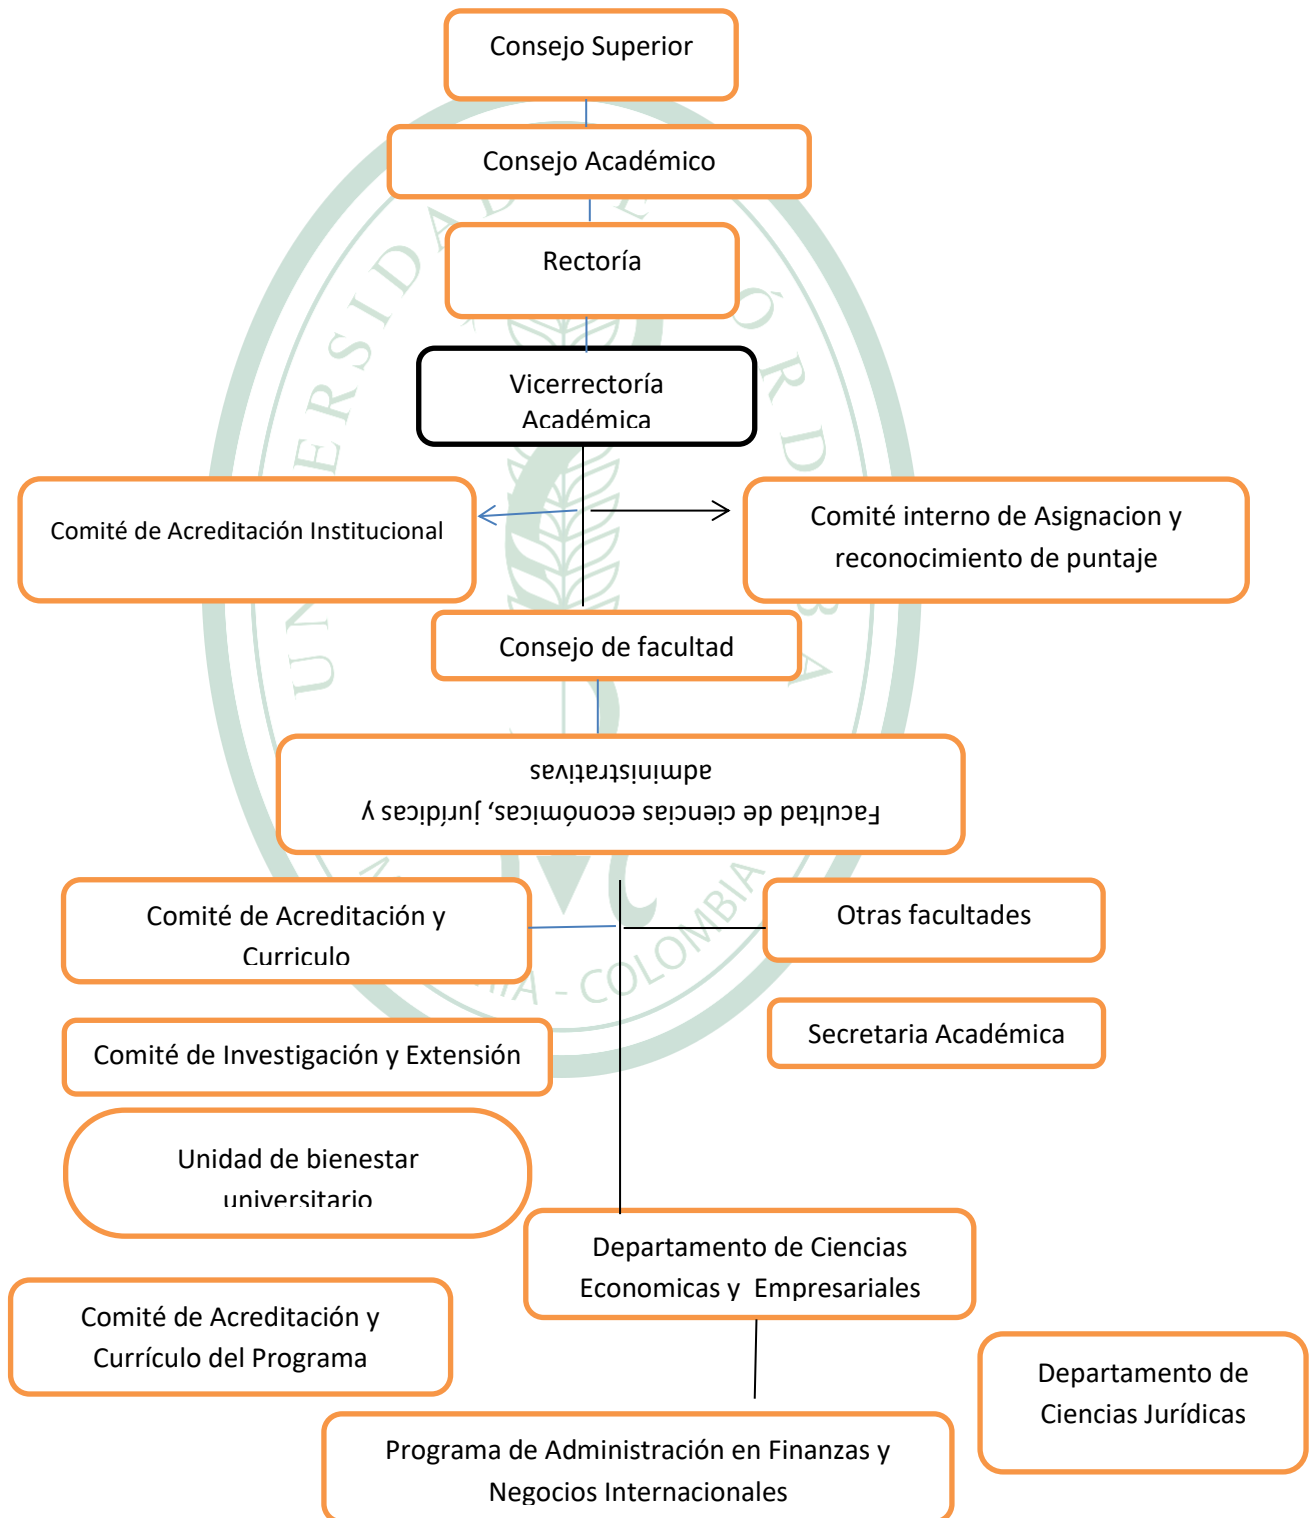 Consejo Superior
Consejo Académico
Rectoría
Vicerrectoría
Académica
Comité de Acreditación Institucional
Comité interno de Asignacion y
reconocimiento de puntaje
Consejo de facultad
Facultad de ciencias económicas, jurídicas y
administrativas
Comité de Acreditación y
Curriculo
Otras facultades
Comité de Investigación y Extensión
Secretaria Académica
Unidad de bienestar
universitario
Departamento de Ciencias
Economicas y Empresariales
Comité de Acreditación y
Currículo del Programa
Departamento de
Ciencias Jurídicas
Programa de Administración en Finanzas y
Negocios Internacionales
COLOMBIA